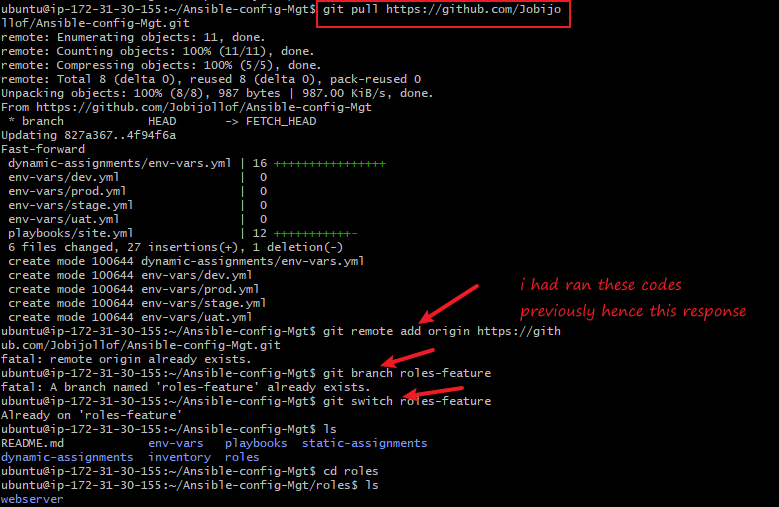 ubuntu@ip-172-31-30-155:~/Ansible-config-Mgt$ git pull https://github.com/Jobijo
llof/Ansible-config-Mgt.git
remote: Enumerating objects: 11, done.
remote: Counting objects: 100% (11/11), done.
remote: Compressing objects: 100% (5/5), done.
remote: Total 8 (delta 0), reused 8 (delta 0), pack-reused 0
Unpacking objects: 100% (8/8), 987 bytes | 987.00 KiB/s, done.
From https://github.com/Jobijollof/Ansible-config-Mgt
 * branch            HEAD       -> FETCH_HEAD
Updating 827a367..4f94f6a
Fast-forward
 dynamic-assignments/env-vars.yml | 16 ++++++++++++++++
 env-vars/dev.yml                 |  0
 env-vars/prod.yml                |  0
 env-vars/stage.yml               |  0
 env-vars/uat.yml                 |  0
 playbooks/site.yml               | 12 +++++++++++-
 6 files changed, 27 insertions(+), 1 deletion(-)
 create mode 100644 dynamic-assignments/env-vars.yml
 create mode 100644 env-vars/dev.yml
 create mode 100644 env-vars/prod.yml
 create mode 100644 env-vars/stage.yml
 create mode 100644 env-vars/uat.yml
i had ran these codes
previously hence this response
ubuntu@ip-172-31-30-155:~/Ansible-config-Mgt$ git remote add origin https://gith
ub.com/Jobijollof/Ansible-config-Mgt.git
fatal: remote origin already exists.
ubuntu@ip-172-31-30-155:~/Ansible-config-Mgt$ git branch roles-feature
fatal: A branch named 'roles-feature' already exists.
ubuntu@ip-172-31-30-155:~/Ansible-config-Mgt$ git switch roles-feature
Already on 'roles-feature'
ubuntu@ip-172-31-30-155:~/Ansible-config-Mgt$ ls
README.md            env-vars   playbooks  static-assignments
dynamic-assignments  inventory  roles
ubuntu@ip-172-31-30-155:~/Ansible-config-Mgt$ cd roles
ubuntu@ip-172-31-30-155:~/Ansible-config-Mgt/roles$ ls
webserver